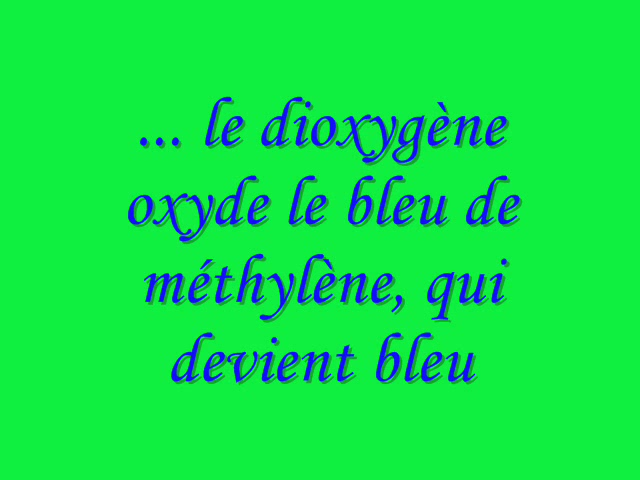 ... le dioxygène
oxyde le bleu de
méthylène, qui
devient bleu